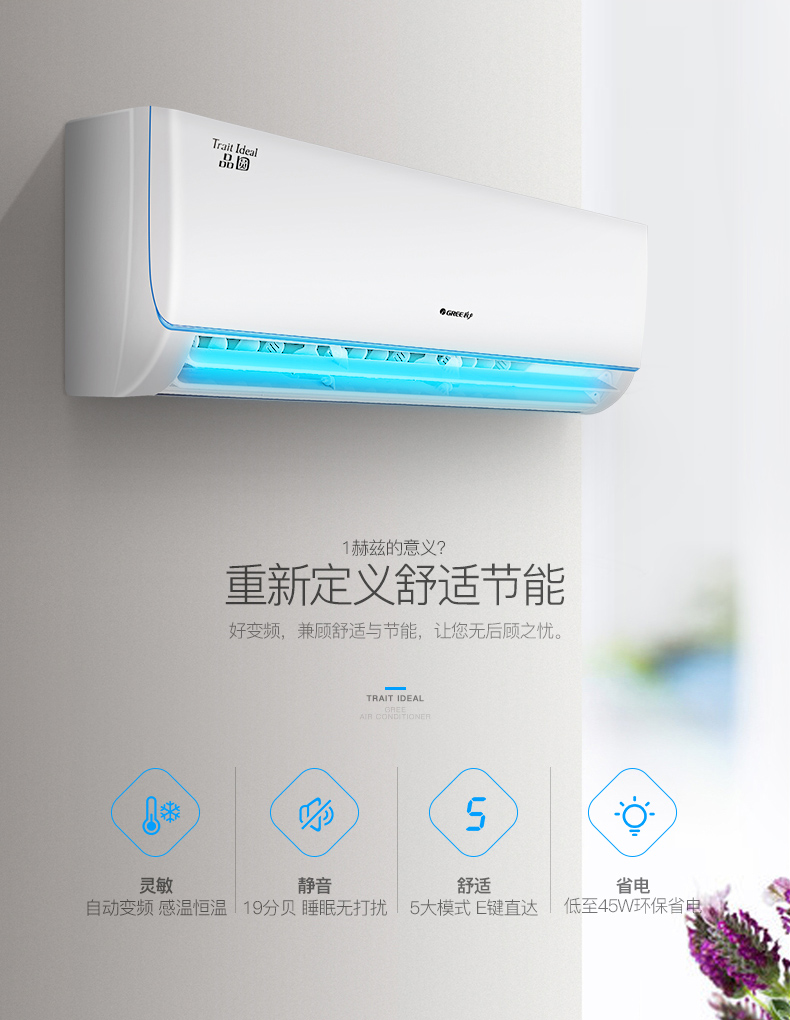 Trait Ideal
品圆
GREE格力
1赫兹的意义?
重新定义舒适节能
好变频，兼顾舒适与节能，让您无后顾之忧。
TRAIT IDEAL
GREE
AIR CONDITIONER
5
灵敏
自动变频 感温恒温
静音
19分贝 睡眠无打扰
舒适
5大模式 E键直达
省电
低至45W环保省电